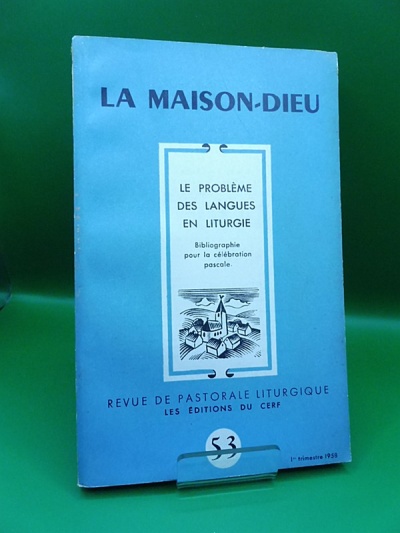 LA MAISON-DIEU
LE PROBLÈME
DES LANGUES
EN LITURGIE
Bibliographie
pour la célébration
pascale.
REVUE DE PASTORALE LITURGIQUE
LES ÉDITIONS DU CERF
53
1er trimestre 1958